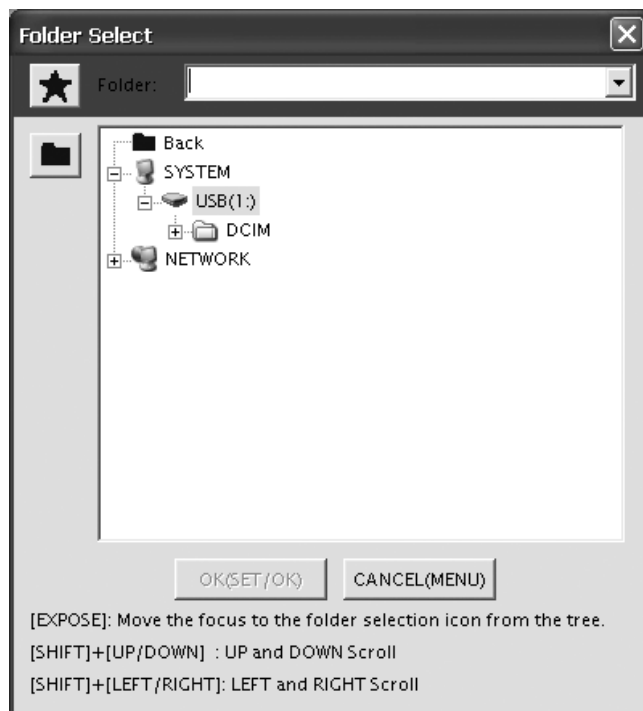 Folder Select
Folder:
Back
SYSTEM
USB(1:)
DCIM
NETWORK
OK(SET/OK) CANCEL(MENU)
[EXPOSE]: Move the focus to the folder selection icon from the tree.
[SHIFT]+[UP/DOWN]  : UP and DOWN Scroll
[SHIFT]+[LEFT/RIGHT]: LEFT and RIGHT Scroll